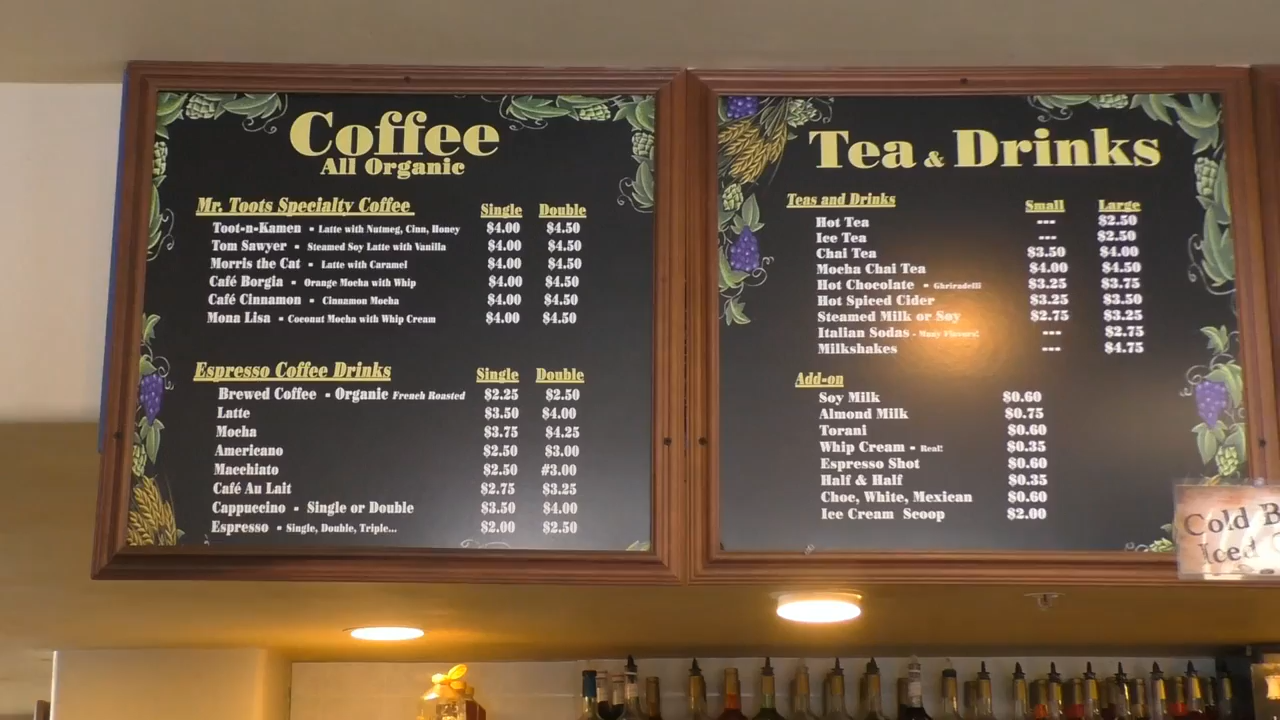 Coffee
All Organic
Mr. Toots Specialty Coffee Single Double
Toot-n-Kamen - Latte with Nutmeg, Cinn, Honey $4.00 $4.50
Tom Sawyer - Steamed Soy Latte with Vanilla $4.00 $4.50
Morris the Cat - Latte with Caramel $4.00 $4.50
Café Borgia - Orange Mocha with Whip $4.00 $4.50
Café Cinnamon - Cinnamon Mocha $4.00 $4.50
Mona Lisa - Coconut Mocha with Whip Cream $4.00 $4.50
Espresso Coffee Drinks Single Double
Brewed Coffee - Organic French Roasted $2.25 $2.50
Latte $3.50 $4.00
Mocha $3.75 $4.25
Americano $2.50 $3.00
Macchiato $2.50 #3.00
Café Au Lait $2.75 $3.25
Cappuccino - Single or Double $3.50 $4.00
Espresso - Single, Double, Triple... $2.00 $2.50
Tea & Drinks
Teas and Drinks Small Large
Hot Tea --- $2.50
Ice Tea --- $2.50
Chai Tea $3.50 $4.00
Mocha Chai Tea $4.00 $4.50
Hot Chocolate - Ghriradelli $3.25 $3.75
Hot Spiced Cider $3.25 $3.50
Steamed Milk or Soy $2.75 $3.25
Italian Sodas - Many Flavors! --- $2.75
Milkshakes --- $4.75
Add-on
Soy Milk $0.60
Almond Milk $0.75
Torani $0.60
Whip Cream - Real! $0.35
Espresso Shot $0.60
Half & Half $0.35
Choc, White, Mexican $0.60
Ice Cream Scoop $2.00
Cold B
Iced